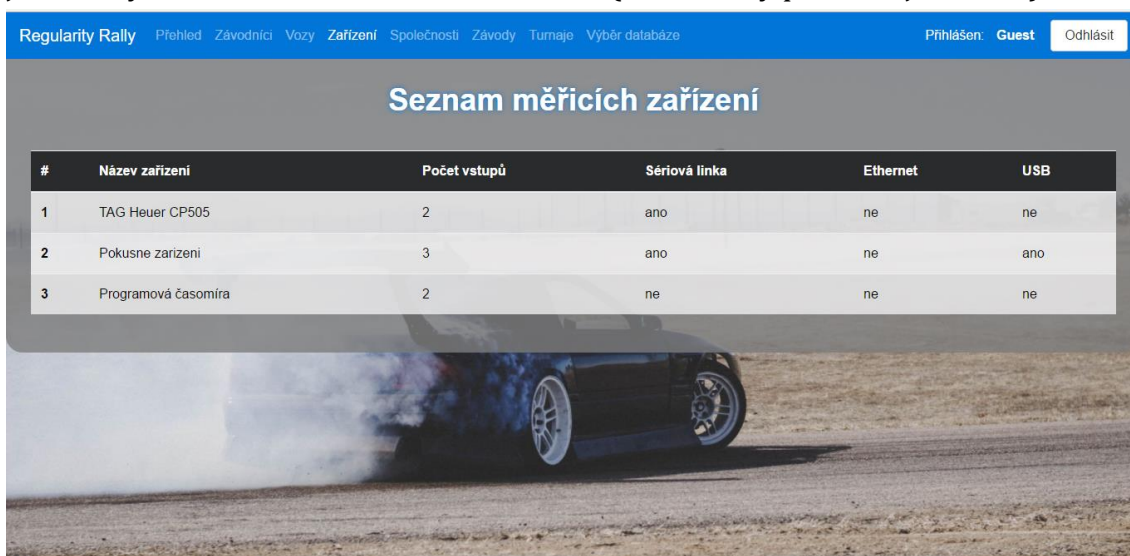 Regularity Rally Přehled Závodníci Vozy Zařízení Společnosti Závody Turnaje Výběr databáze Přihlášen: Guest Odhlásit
Seznam měřicích zařízení
# Název zařízení Počet vstupů Sériová linka Ethernet USB
1 TAG Heuer CP505 2 ano ne ne
2 Pokusne zarizeni 3 ano ne ano
3 Programová časomíra 2 ne ne ne